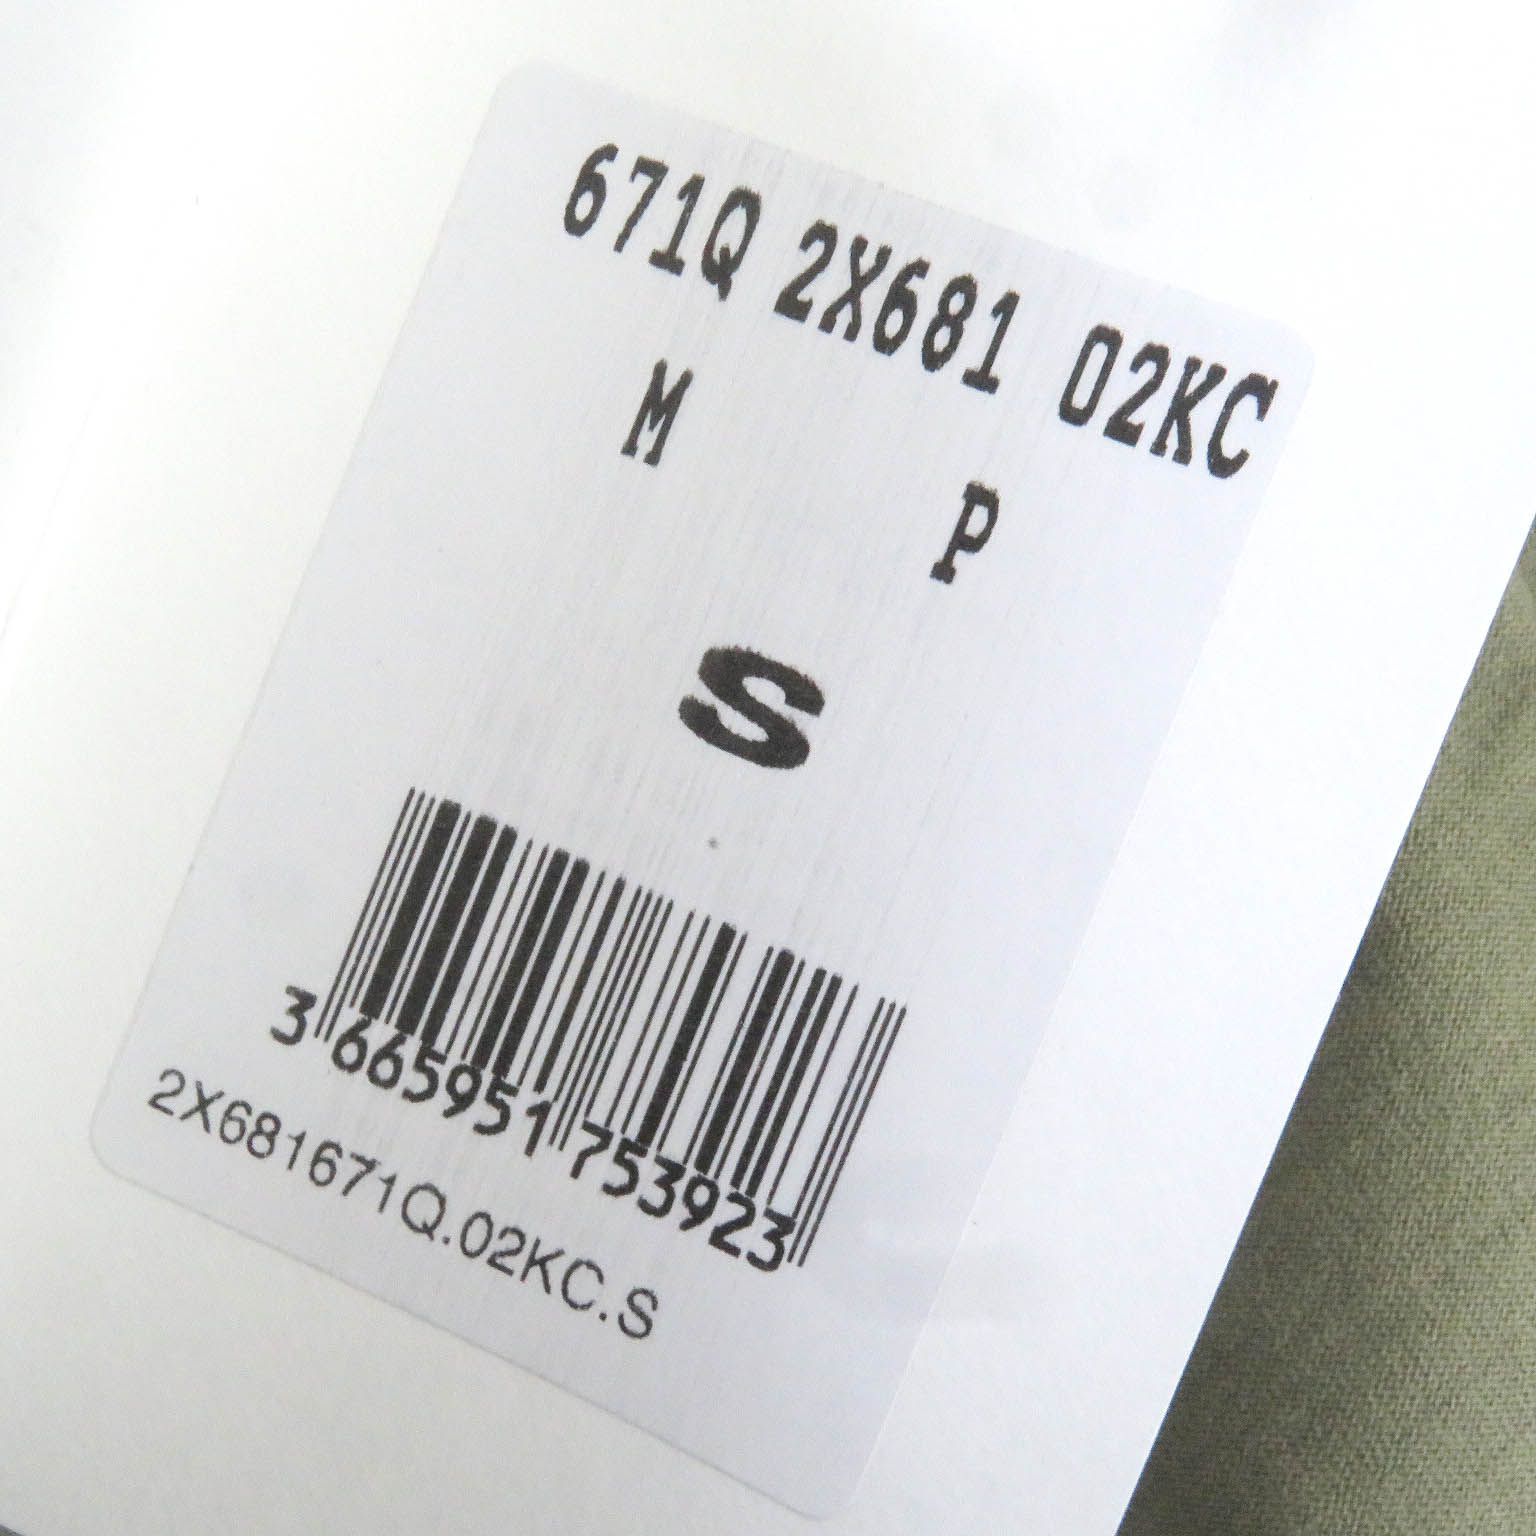 671Q 2X681 02KC
M P
S
3 665951 753923
2X681671Q.02KC.S